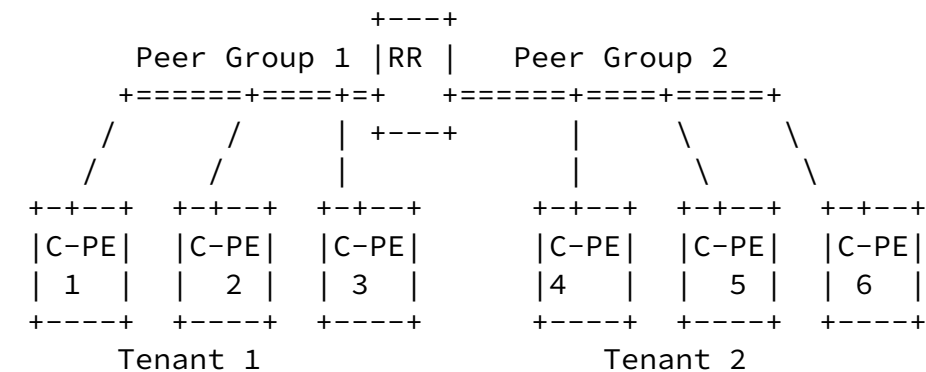 Peer Group 1 |RR | Peer Group 2
|C-PE| |C-PE| |C-PE| |C-PE| |C-PE| |C-PE|
| 1 | | 2 | | 3 | |4 | | 5 | | 6 |
Tenant 1 Tenant 2